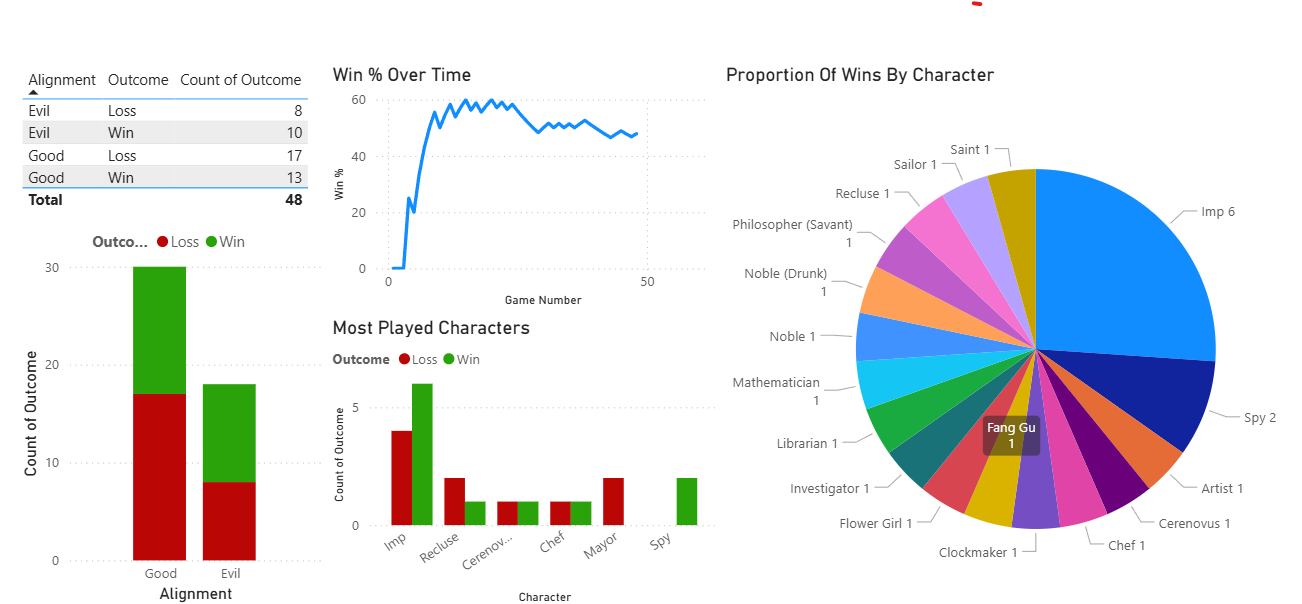 Alignment Outcome Count of Outcome
Evil Loss 8
Evil Win 10
Good Loss 17
Good Win 13
Total 48
Outco... Loss Win
Count of Outcome
30
20
10
0
Good Evil
Alignment
Win % Over Time
Win %
60
40
20
0
0 50
Game Number
Most Played Characters
Outcome Loss Win
Count of Outcome
5
0
Imp Recluse Cerenov... Chef Mayor Spy
Character
Proportion Of Wins By Character
Saint 1
Sailor 1
Recluse 1
Philosopher (Savant)
1
Noble (Drunk)
1
Noble 1
Mathematician
1
Librarian 1
Investigator 1
Flower Girl 1
Fang Gu
1
Clockmaker 1
Chef 1
Cerenovus 1
Artist 1
Spy 2
Imp 6